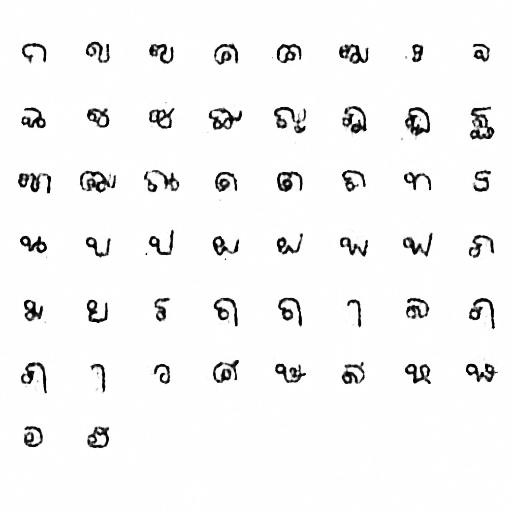 ก ข ฃ ค ฅ ฆ ง จ
ฉ ช ซ ฌ ญ ฎ ฏ ฐ
ฑ ฒ ณ ด ต ถ ท ธ
น บ ป ผ ฝ พ ฟ ภ
ม ย ร ฤ ฤ ๅ ล ฦ
ฦ ๅ ว ศ ษ ส ห ฬ
อ ฮ